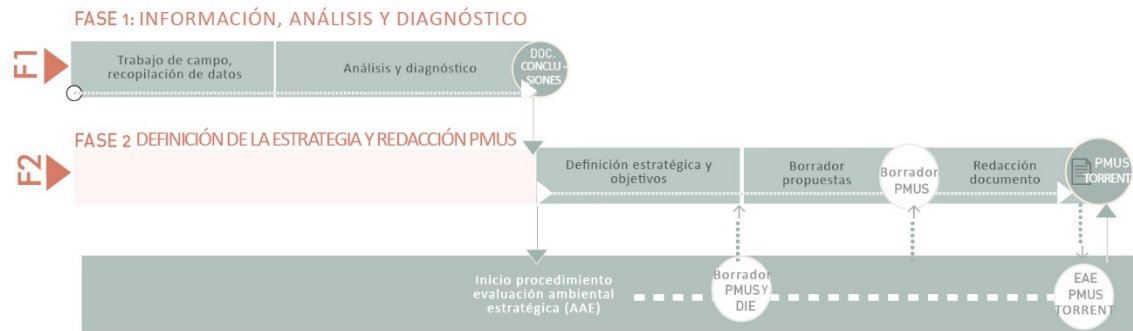 FASE 1: INFORMACIÓN, ANÁLISIS Y DIAGNÓSTICO
F1
Trabajo de campo,
recopilación de datos
Análisis y diagnóstico
DOC.
CONCLU -
SIONES
FASE 2 DEFINICIÓN DE LA ESTRATEGIA Y REDACCIÓN PMUS
F2
Definición estratégica y
objetivos
Borrador
propuestas
Borrador
PMUS
Redacción
documento
PMUS
TORRENT
Inicio procedimiento
evaluación ambiental
estratégica (AAE)
Borrador
PMUS Y
DIE
EAE
PMUS
TORRENT